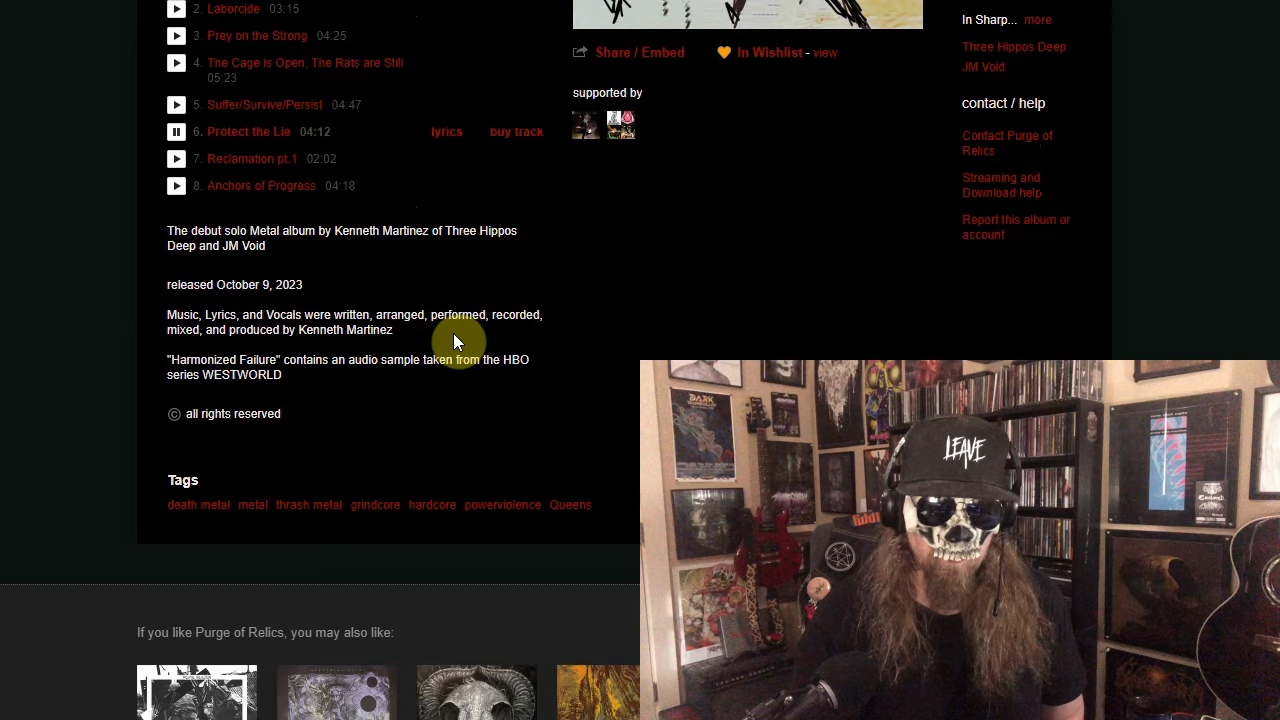 2. Laborcide 03:15
3. Prey on the Strong 04:25
4. The Cage is Open, The Rats are Still
05:23
5. Suffer/Survive/Persist 04:47
6. Protect the Lie 04:12 lyrics buy track
7. Reclamation pt.1 02:02
8. Anchors of Progress 04:18
The debut solo Metal album by Kenneth Martinez of Three Hippos
Deep and JM Void
released October 9, 2023
Music, Lyrics, and Vocals were written, arranged, performed, recorded,
mixed, and produced by Kenneth Martinez
"Harmonized Failure" contains an audio sample taken from the HBO
series WESTWORLD
© all rights reserved
Tags
death metal metal thrash metal grindcore hardcore powerviolence Queens
If you like Purge of Relics, you may also like:
Share / Embed In Wishlist - view
supported by
In Sharp... more
Three Hippos Deep
JM Void
contact / help
Contact Purge of
Relics
Streaming and
Download help
Report this album or
account
LEAVE
DARK